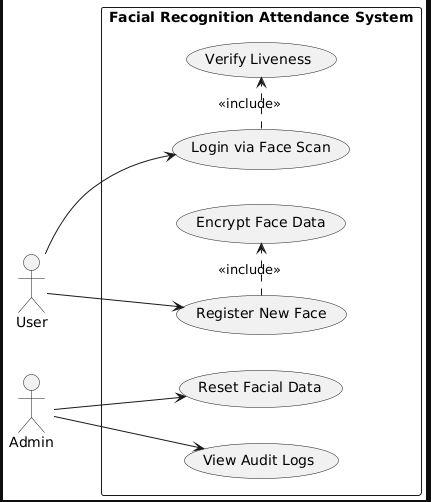 Facial Recognition Attendance System
Verify Liveness
«include»
Login via Face Scan
Encrypt Face Data
«include»
Register New Face
User
Reset Facial Data
Admin
View Audit Logs